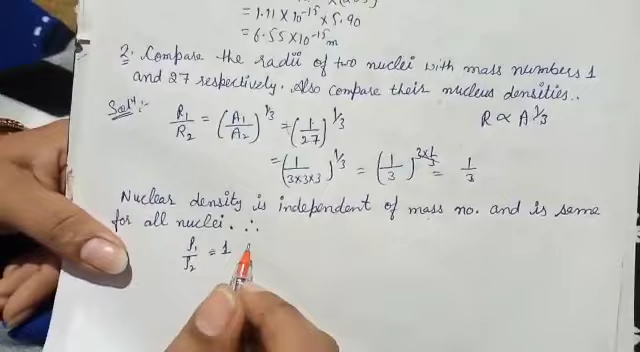 = 1.11 × 10⁻¹⁵ × 5.90
= 6.55 × 10⁻¹⁵ m
2. Compare the radii of two nuclei with mass numbers 1
and 27 respectively. Also compare their nucleus densities..
Solⁿ:- R₁/R₂ = (A₁/A₂)^1/3 = (1/27)^1/3 R ∝ A^1/3
= (1/3×3×3)^1/3 = (1/3)^3×1/3 = 1/3
Nuclear density is independent of mass no. and is same
for all nuclei. ∴
ρ₁/ρ₂ = 1